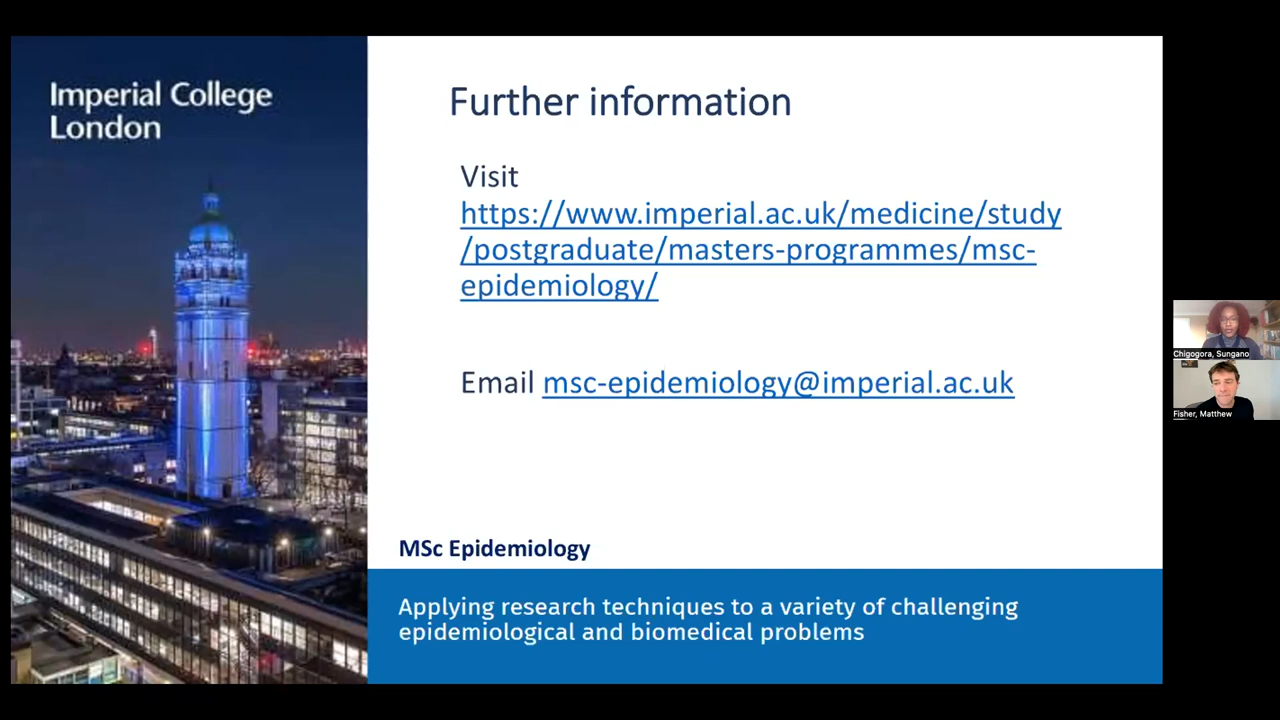 Imperial College
London
Further information
Visit
https://www.imperial.ac.uk/medicine/study
/postgraduate/masters-programmes/msc-
epidemiology/
Email msc-epidemiology@imperial.ac.uk
MSc Epidemiology
Applying research techniques to a variety of challenging
epidemiological and biomedical problems
Chigogora, Sungano
Fisher, Matthew